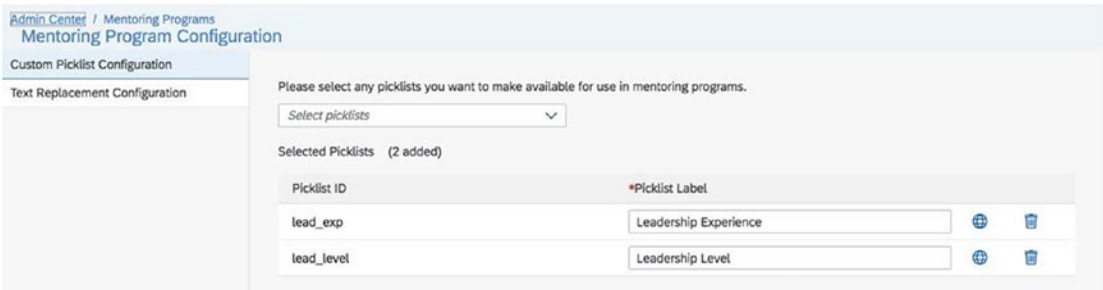 Admin Center / Mentoring Programs
Mentoring Program Configuration
Custom Picklist Configuration
Text Replacement Configuration
Please select any picklists you want to make available for use in mentoring programs.
Select picklists
Selected Picklists (2 added)
Picklist ID *Picklist Label
lead_exp Leadership Experience
lead_level Leadership Level